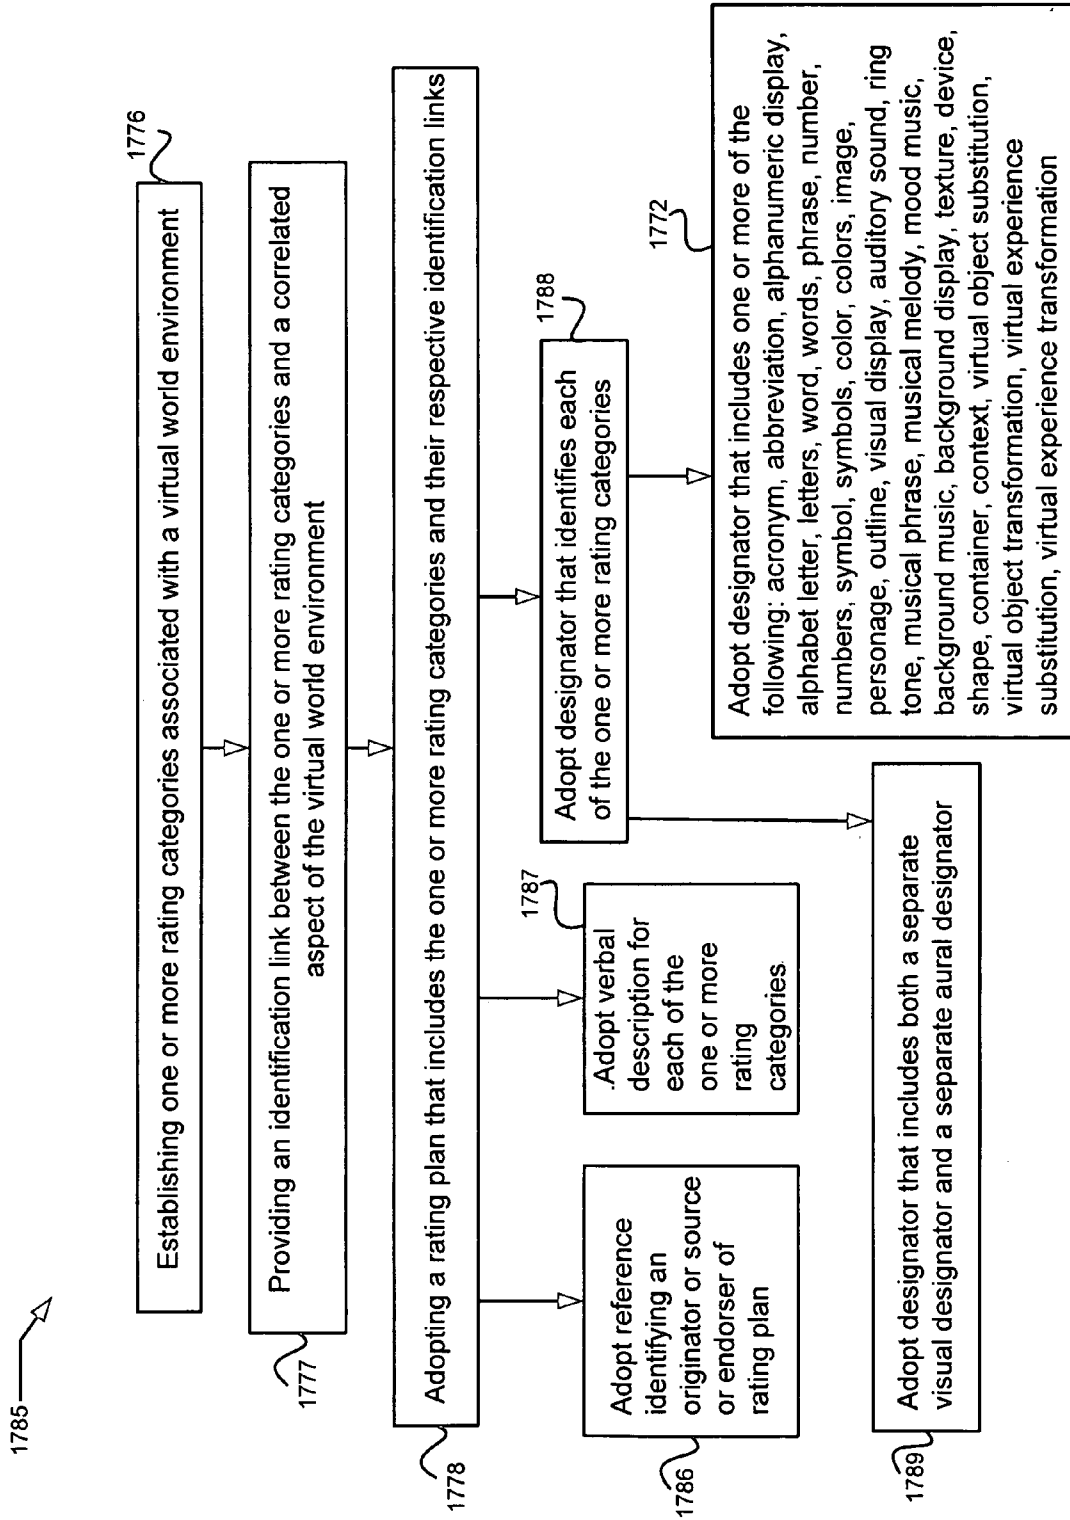 1785
1776
Establishing one or more rating categories associated with a virtual world environment
Providing an identification link between the one or more rating categories and a correlated
aspect of the virtual world environment
1777
Adopting a rating plan that includes the one or more rating categories and their respective identification links
1778
Adopt reference
identifying an
originator or source
or endorser of
rating plan
1786
.Adopt verbal
description for
each of the
one or more
rating
categories
1787
Adopt designator that identifies each
of the one or more rating categories
1788
Adopt designator that includes both a separate
visual designator and a separate aural designator
1789
1772
Adopt designator that includes one or more of the
following: acronym, abbreviation, alphanumeric display,
alphabet letter, letters, word, words, phrase, number,
numbers, symbol, symbols, color, colors, image,
personage, outline, visual display, auditory sound, ring
tone, musical phrase, musical melody, mood music,
background music, background display, texture, device,
shape, container, context, virtual object substitution,
virtual object transformation, virtual experience
substitution, virtual experience transformation